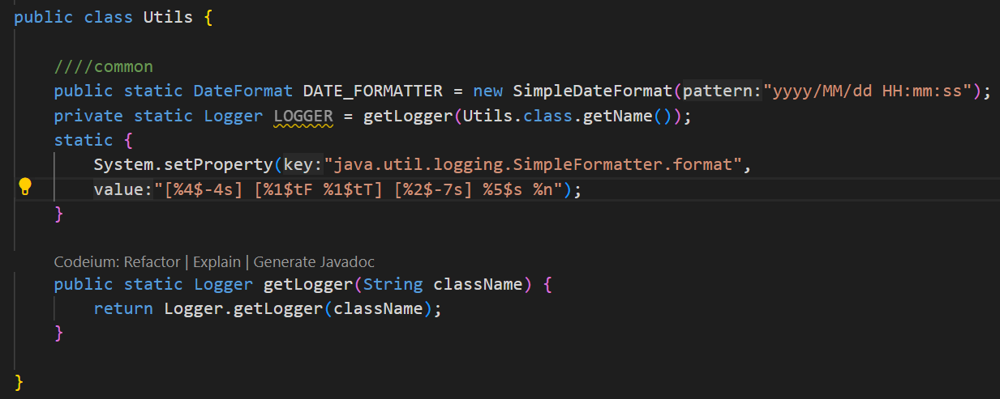 public class Utils {
////common
public static DateFormat DATE_FORMATTER = new SimpleDateFormat(pattern:"yyyy/MM/dd HH:mm:ss");
private static Logger LOGGER = getLogger(Utils.class.getName());
static {
System.setProperty(key:"java.util.logging.SimpleFormatter.format",
value:"[%4$-4s] [%1$tF %1$tT] [%2$-7s] %5$s %n");
}
Codeium: Refactor | Explain | Generate Javadoc
public static Logger getLogger(String className) {
return Logger.getLogger(className);
}
}